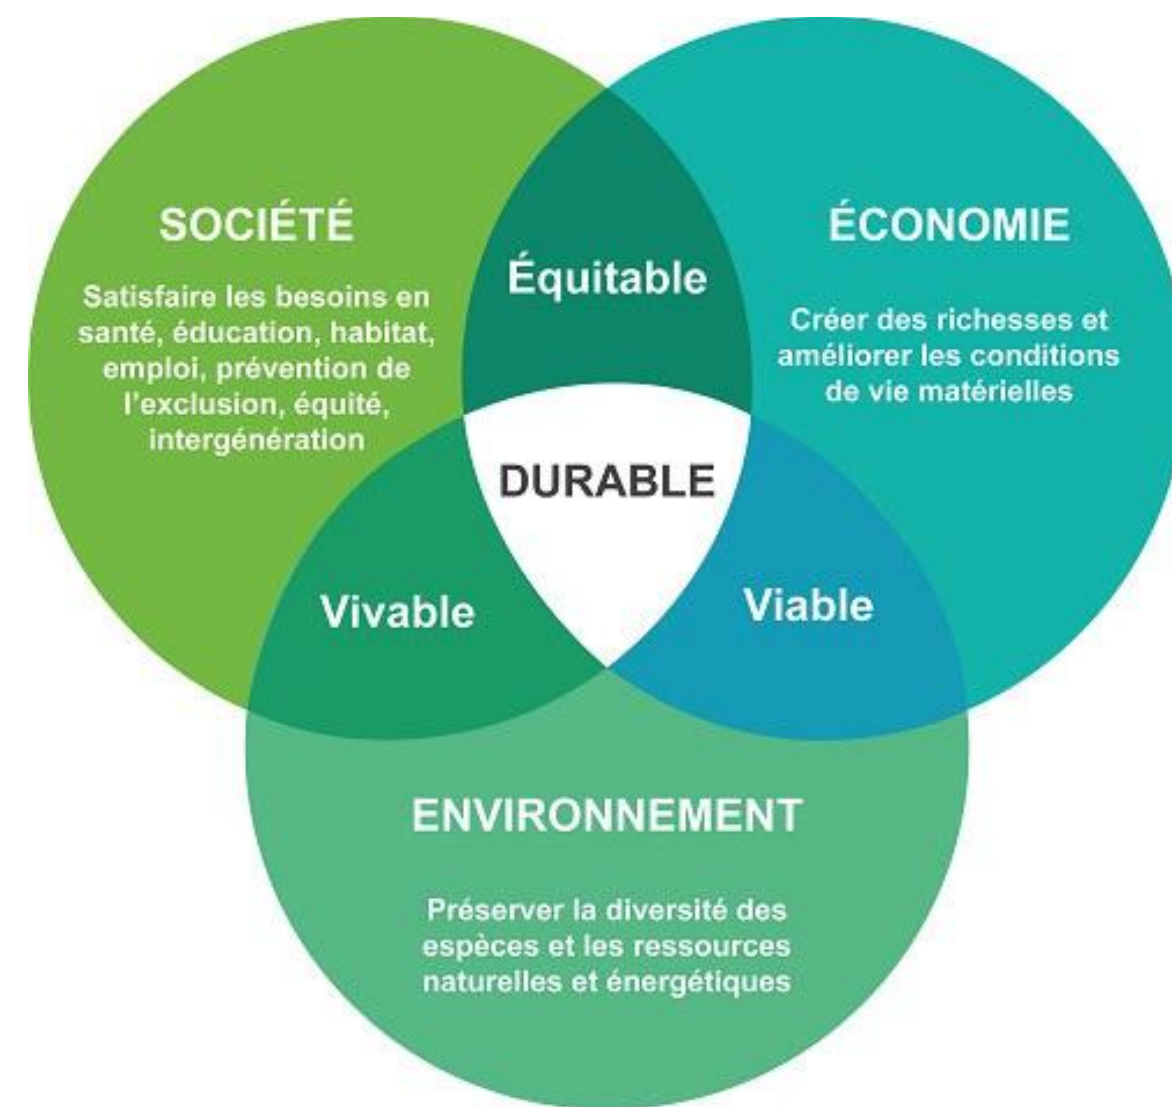 SOCIÉTÉ
Satisfaire les besoins en
santé, éducation, habitat,
emploi, prévention de
l'exclusion, équité,
intergénération
Équitable
ÉCONOMIE
Créer des richesses et
améliorer les conditions
de vie matérielles
DURABLE
Vivable
Viable
ENVIRONNEMENT
Préserver la diversité des
espèces et les ressources
naturelles et énergétiques